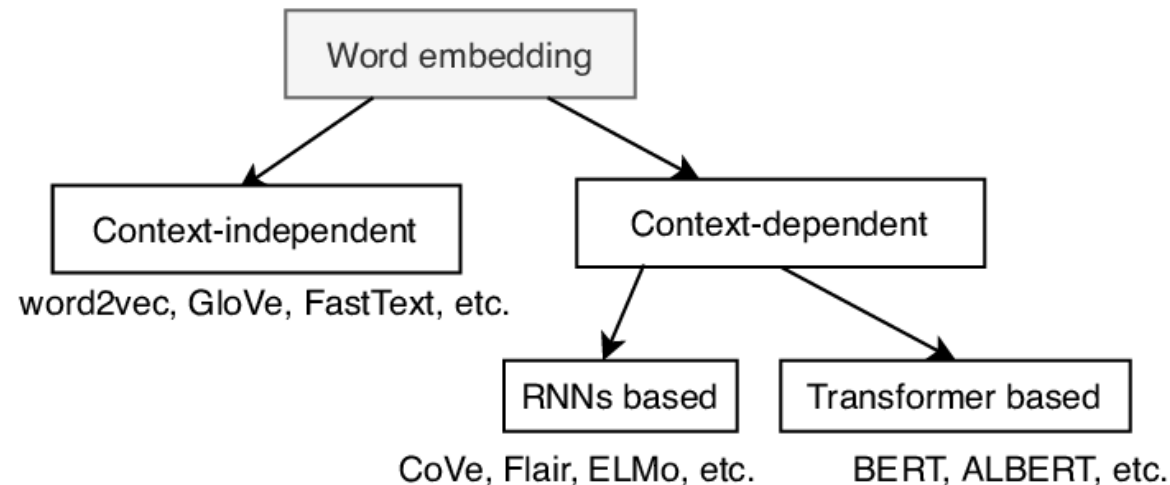 Word embedding
Context-independent
Context-dependent
word2vec, GloVe, FastText, etc.
RNNs based
Transformer based
CoVe, Flair, ELMo, etc.
BERT, ALBERT, etc.